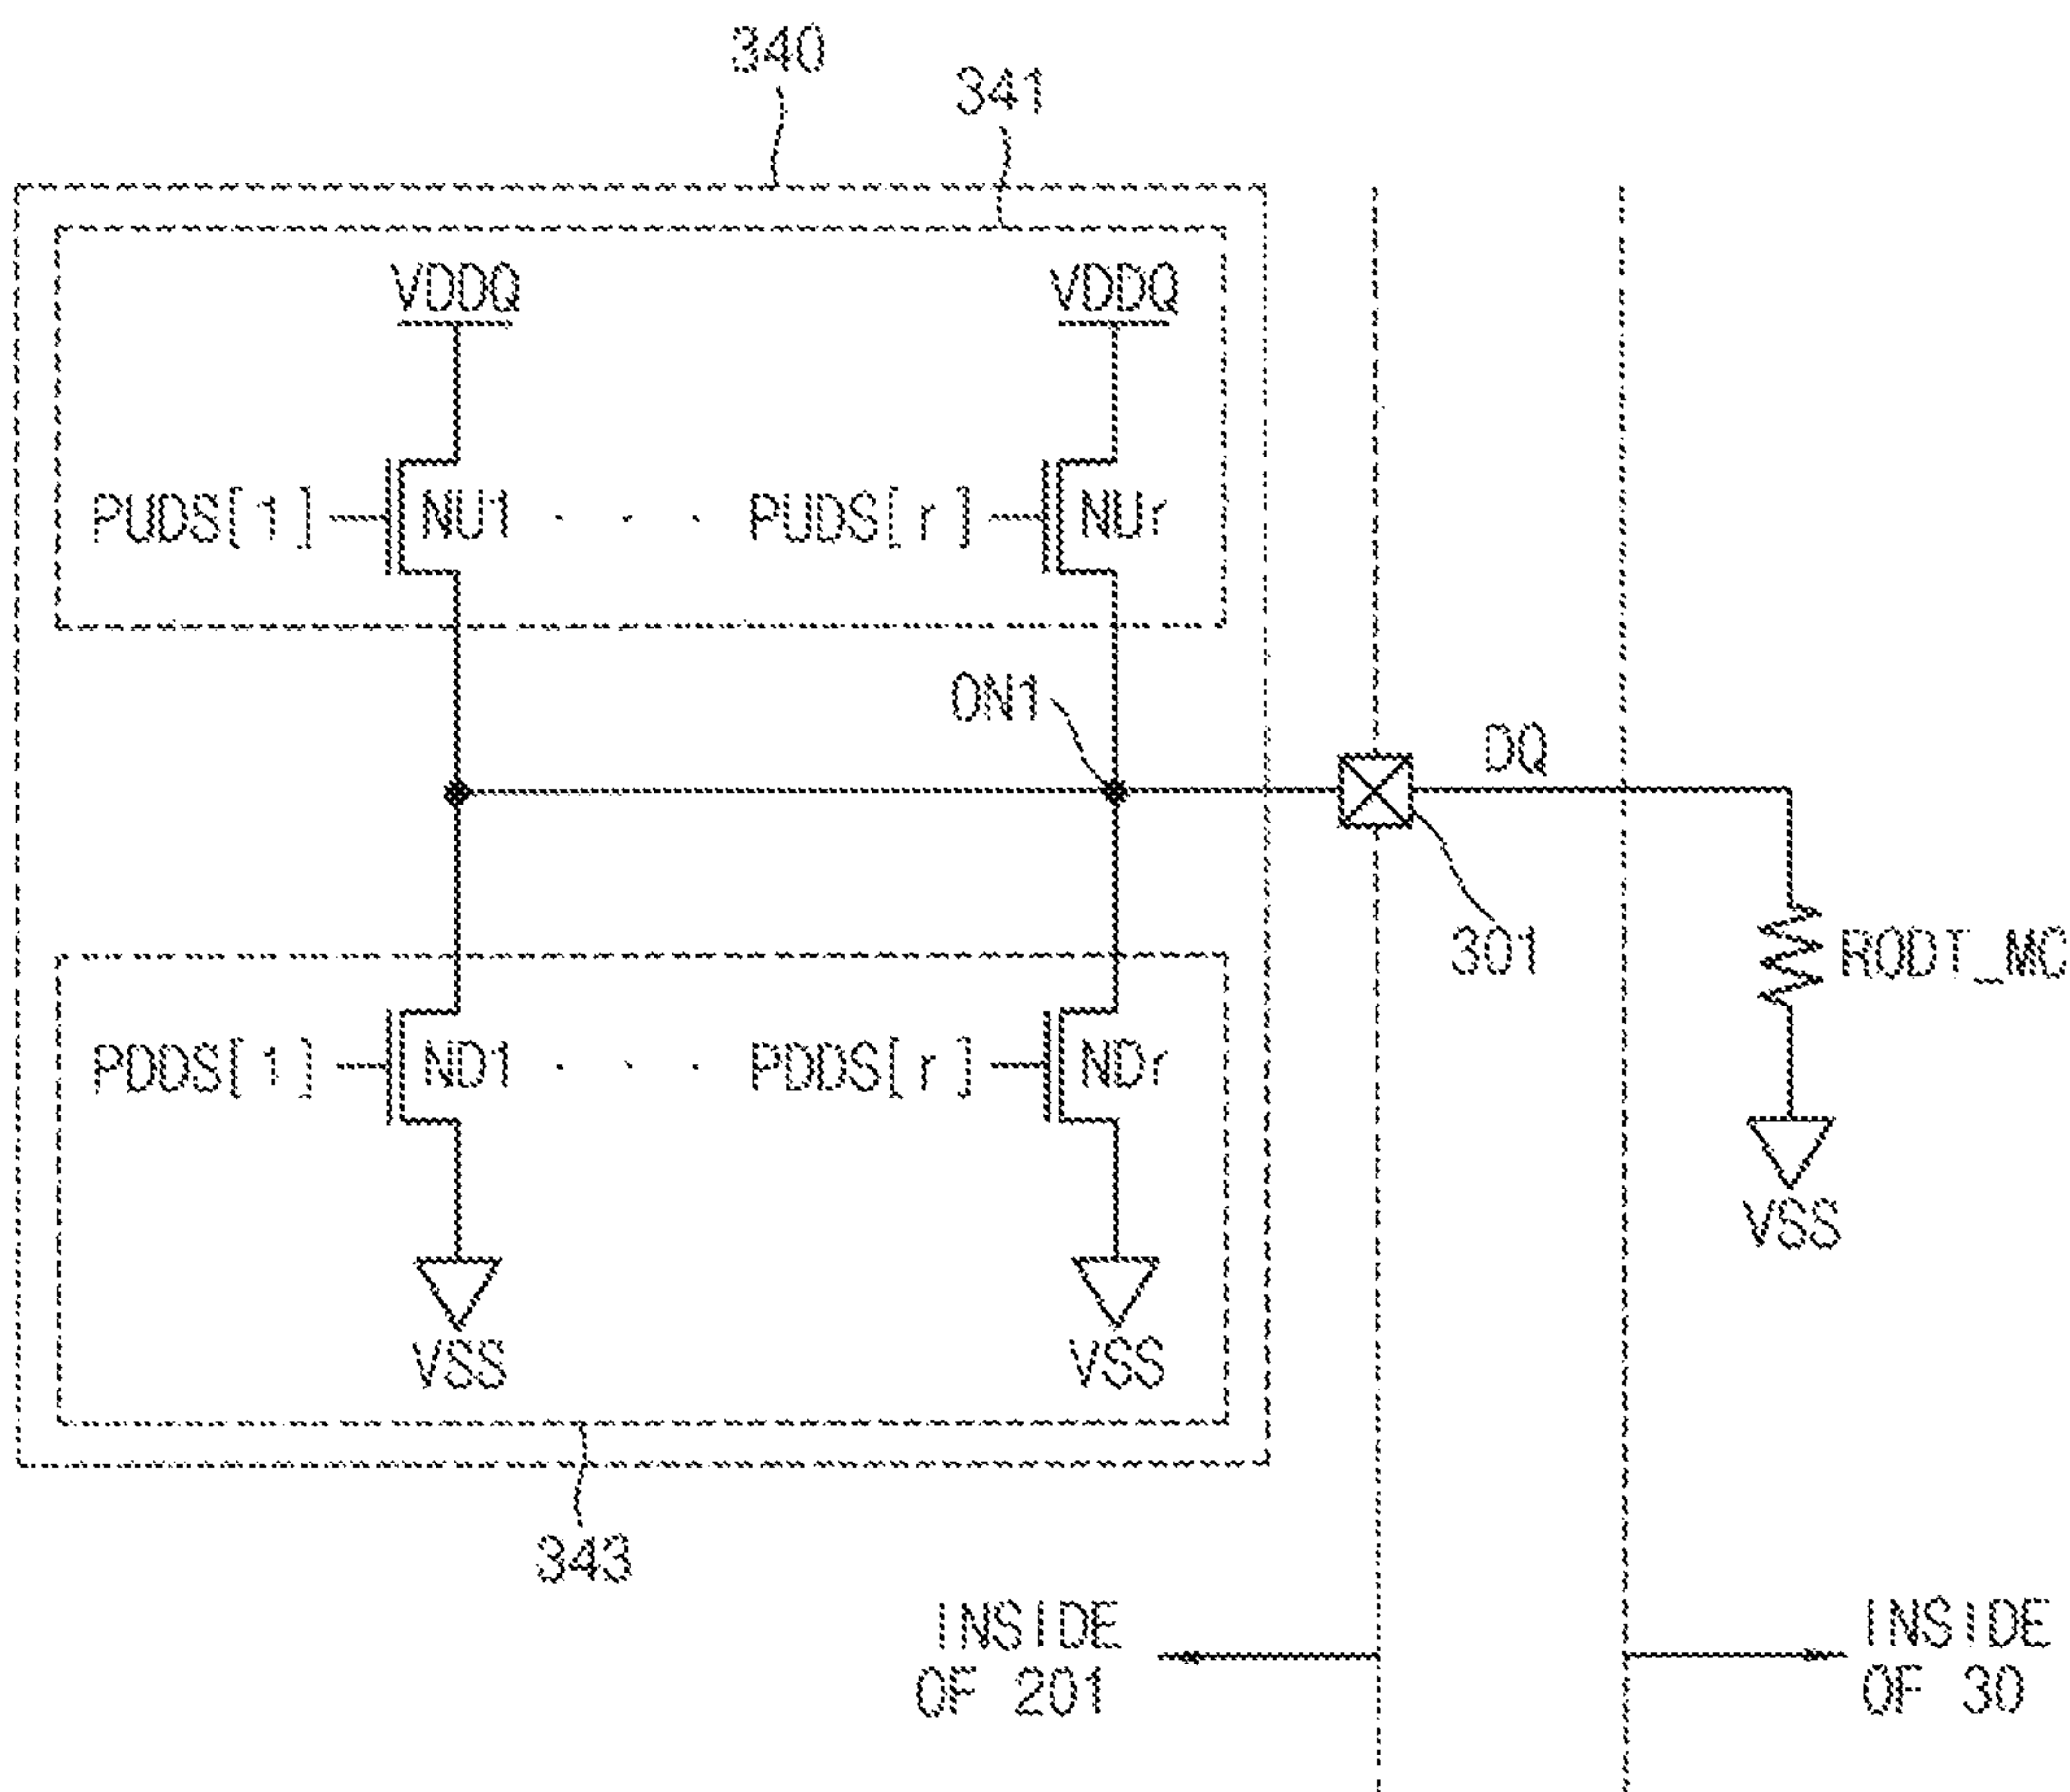 340
341
VDDQ
VDDQ
PUDS[1]
NU1
. . .
PUDS[r]
NUr
ON1
DQ
301
RODT_MC
PDDS[1]
ND1
. . .
PDDS[r]
NDr
VSS
VSS
VSS
343
INSIDE
OF 201
INSIDE
OF 30